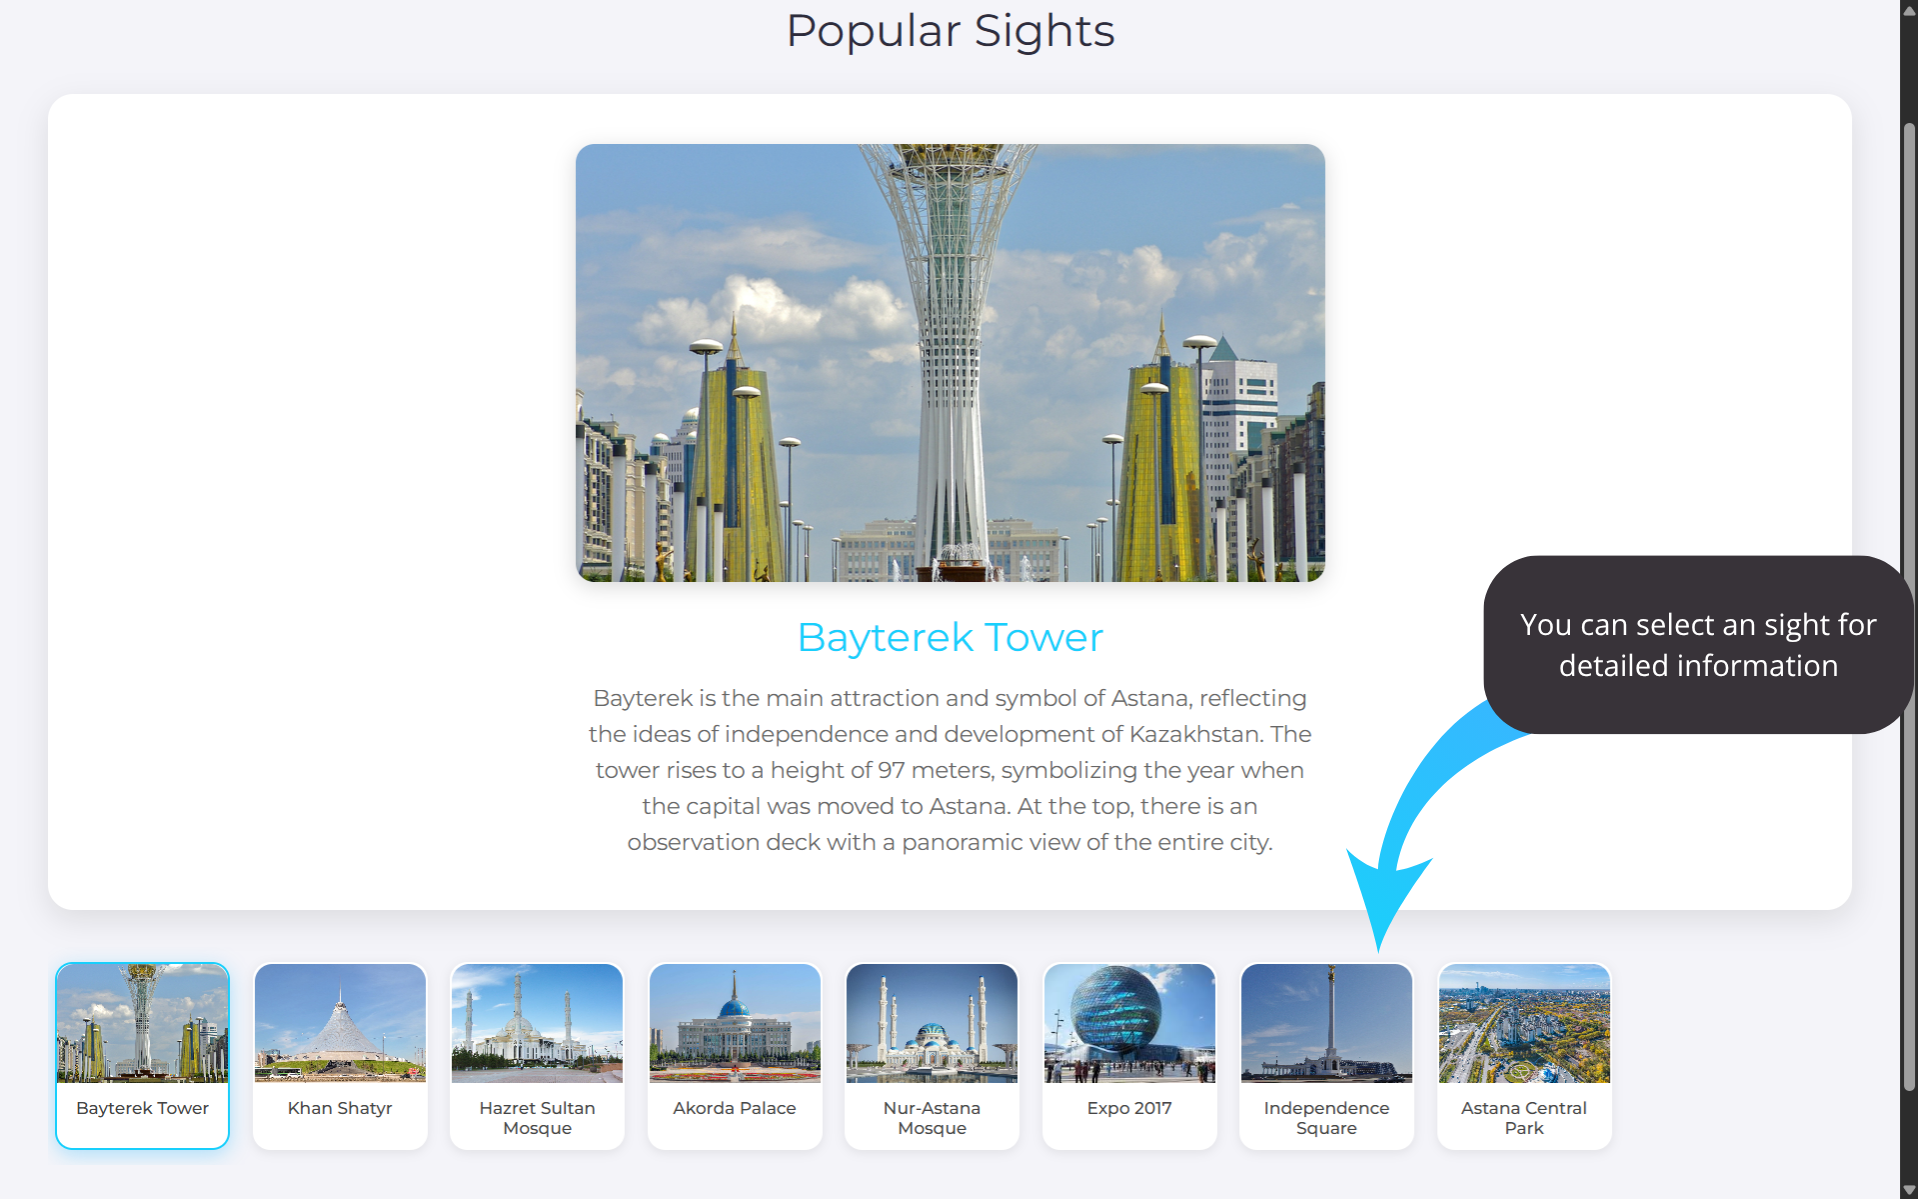 Popular Sights
Bayterek Tower
Bayterek is the main attraction and symbol of Astana, reflecting
the ideas of independence and development of Kazakhstan. The
tower rises to a height of 97 meters, symbolizing the year when
the capital was moved to Astana. At the top, there is an
observation deck with a panoramic view of the entire city.
You can select an sight for
detailed information
Bayterek Tower
Khan Shatyr
Hazret Sultan
Mosque
Akorda Palace
Nur-Astana
Mosque
Expo 2017
Independence
Square
Astana Central
Park